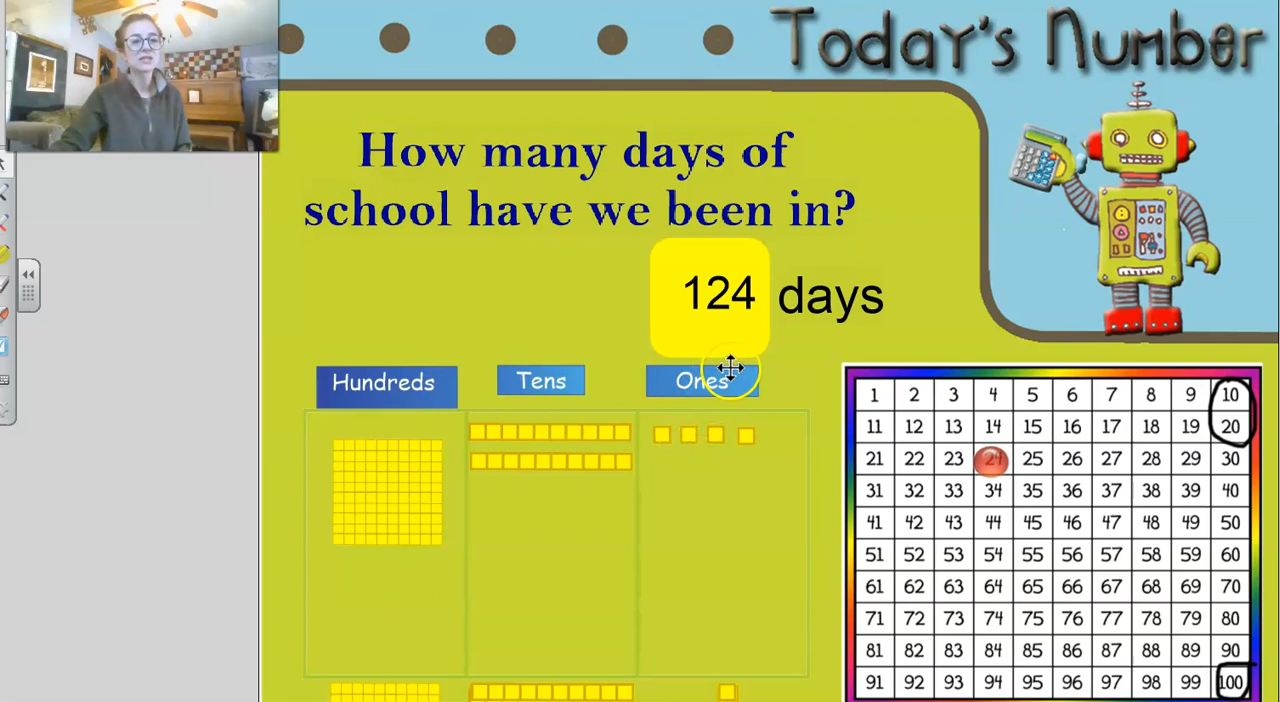 Today's Number
How many days of
school have we been in?
124 days
Hundreds Tens Ones
1 2 3 4 5 6 7 8 9 10
11 12 13 14 15 16 17 18 19 20
21 22 23 24 25 26 27 28 29 30
31 32 33 34 35 36 37 38 39 40
41 42 43 44 45 46 47 48 49 50
51 52 53 54 55 56 57 58 59 60
61 62 63 64 65 66 67 68 69 70
71 72 73 74 75 76 77 78 79 80
81 82 83 84 85 86 87 88 89 90
91 92 93 94 95 96 97 98 99 100